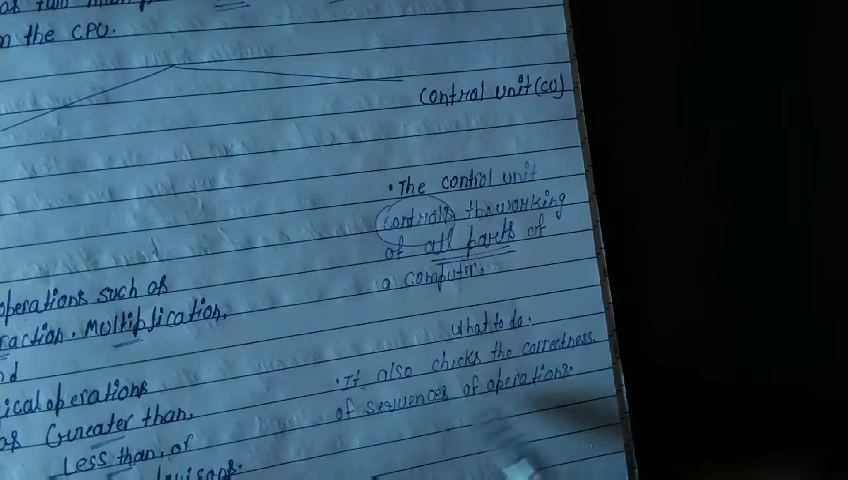 n the CPU.
Control unit (CU)
• The control unit
controls the working
of all parts of
a computer.
operations such of
raction. Multiplication,
nd
what to do.
• It also checks the correctness
of sequences of operations.
ical operations
of Greater than,
Less than, or